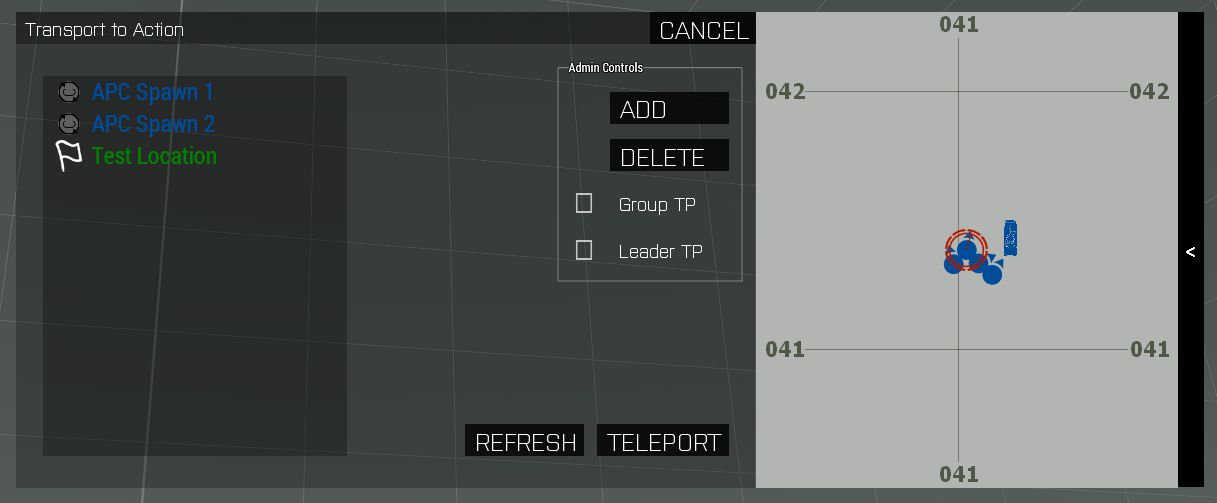 Transport to Action
CANCEL
APC Spawn 1
APC Spawn 2
Test Location
Admin Controls
ADD
DELETE
Group TP
Leader TP
REFRESH
TELEPORT
041
042
042
041
041
041
<